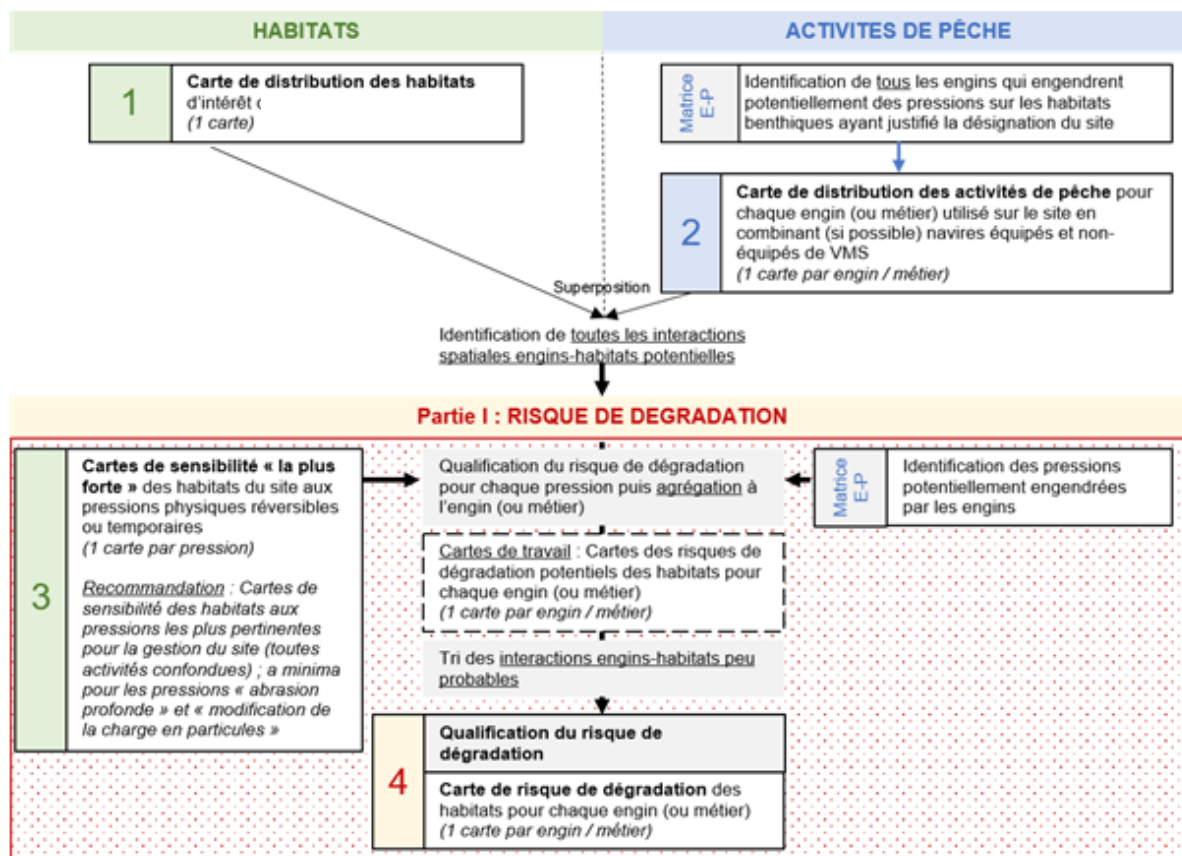 HABITATS
ACTIVITES DE PÊCHE
1
Carte de distribution des habitats
d'intérêt
(1 carte)
Matrice
E-P
Identification de tous les engins qui engendrent
potentiellement des pressions sur les habitats
benthiques ayant justifié la désignation du site
2
Carte de distribution des activités de pêche pour
chaque engin (ou métier) utilisé sur le site en
combinant (si possible) navires équipés et non-
équipés de VMS
(1 carte par engin / métier)
Superposition
Identification de toutes les interactions
spatiales engins-habitats potentielles
Partie I : RISQUE DE DEGRADATION
3
Cartes de sensibilité « la plus
forte » des habitats du site aux
pressions physiques réversibles
ou temporaires
(1 carte par pression)
Recommandation : Cartes de
sensibilité des habitats aux
pressions les plus pertinentes
pour la gestion du site (toutes
activités confondues) ; a minima
pour les pressions « abrasion
profonde » et « modification de
la charge en particules »
Qualification du risque de dégradation
pour chaque pression puis agrégation à
l'engin (ou métier)
Matrice
E-P
Identification des pressions
potentiellement engendrées
par les engins
Cartes de travail : Cartes des risques de
dégradation potentiels des habitats pour
chaque engin (ou métier)
(1 carte par engin / métier)
Tri des interactions engins-habitats peu
probables
4
Qualification du risque de
dégradation
Carte de risque de dégradation des
habitats pour chaque engin (ou métier)
(1 carte par engin / métier)